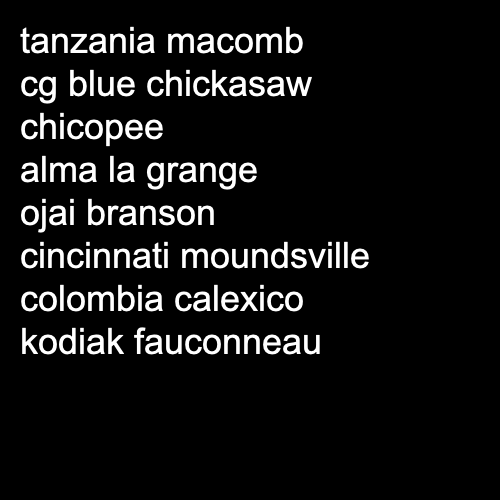 tanzania macomb
cg blue chickasaw
chicopee
alma la grange
ojai branson
cincinnati moundsville
colombia calexico
kodiak fauconneau